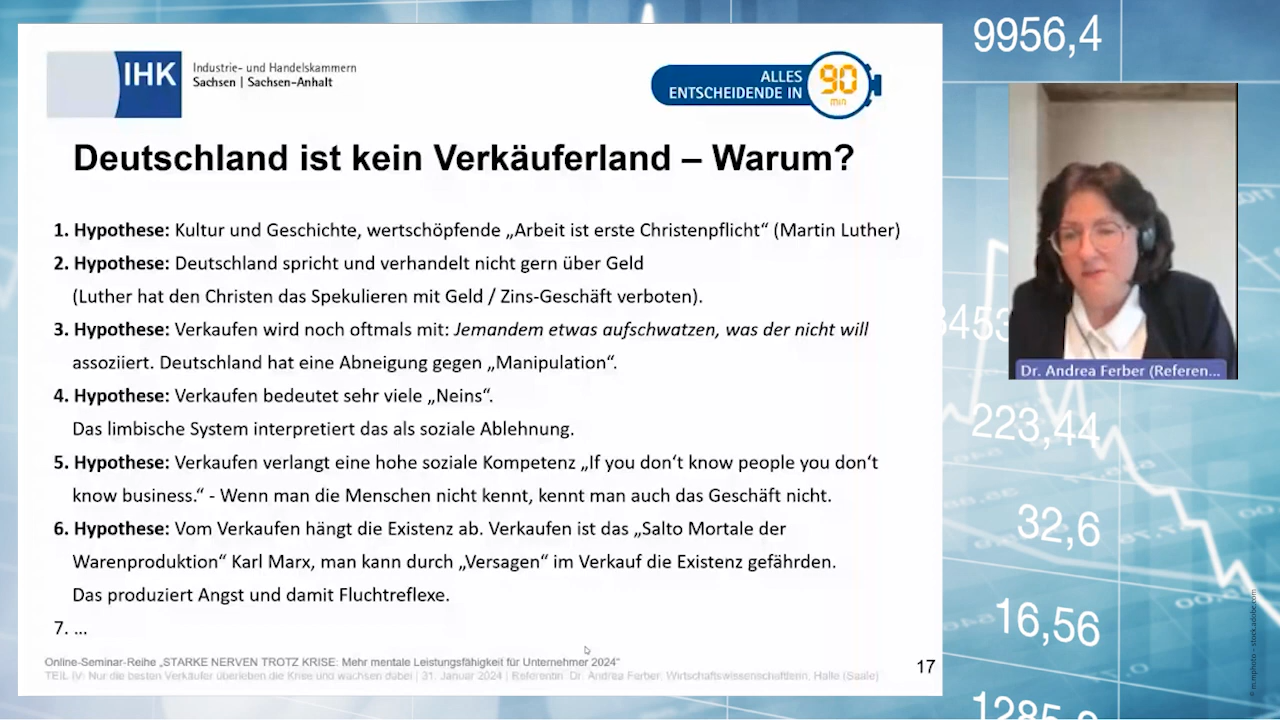 IHK
Industrie- und Handelskammern
Sachsen | Sachsen-Anhalt
ALLES
ENTSCHEIDENDE IN
90
min
Deutschland ist kein Verkäuferland – Warum?
1. Hypothese: Kultur und Geschichte, wertschöpfende „Arbeit ist erste Christenpflicht“ (Martin Luther)
2. Hypothese: Deutschland spricht und verhandelt nicht gern über Geld
(Luther hat den Christen das Spekulieren mit Geld / Zins-Geschäft verboten).
3. Hypothese: Verkaufen wird noch oftmals mit: Jemandem etwas aufschwatzen, was der nicht will
assoziiert. Deutschland hat eine Abneigung gegen „Manipulation“.
4. Hypothese: Verkaufen bedeutet sehr viele „Neins“.
Das limbische System interpretiert das als soziale Ablehnung.
5. Hypothese: Verkaufen verlangt eine hohe soziale Kompetenz „If you don‘t know people you don‘t
know business.“ - Wenn man die Menschen nicht kennt, kennt man auch das Geschäft nicht.
6. Hypothese: Vom Verkaufen hängt die Existenz ab. Verkaufen ist das „Salto Mortale der
Warenproduktion“ Karl Marx, man kann durch „Versagen“ im Verkauf die Existenz gefährden.
Das produziert Angst und damit Fluchtreflexe.
7. ...
Online-Seminar-Reihe „STARKE NERVEN TROTZ KRISE: Mehr mentale Leistungsfähigkeit für Unternehmer 2024“
TEIL IV: Nur die besten Verkäufer überleben die Krise und wachsen dabei | 31. Januar 2024 | Referentin: Dr. Andrea Ferber, Wirtschaftswissenschaftlerin, Halle (Saale)
17
9956,4
Dr. Andrea Ferber (Referen...
223,44
32,6
16,56
© m.mphoto - stock.adobe.com